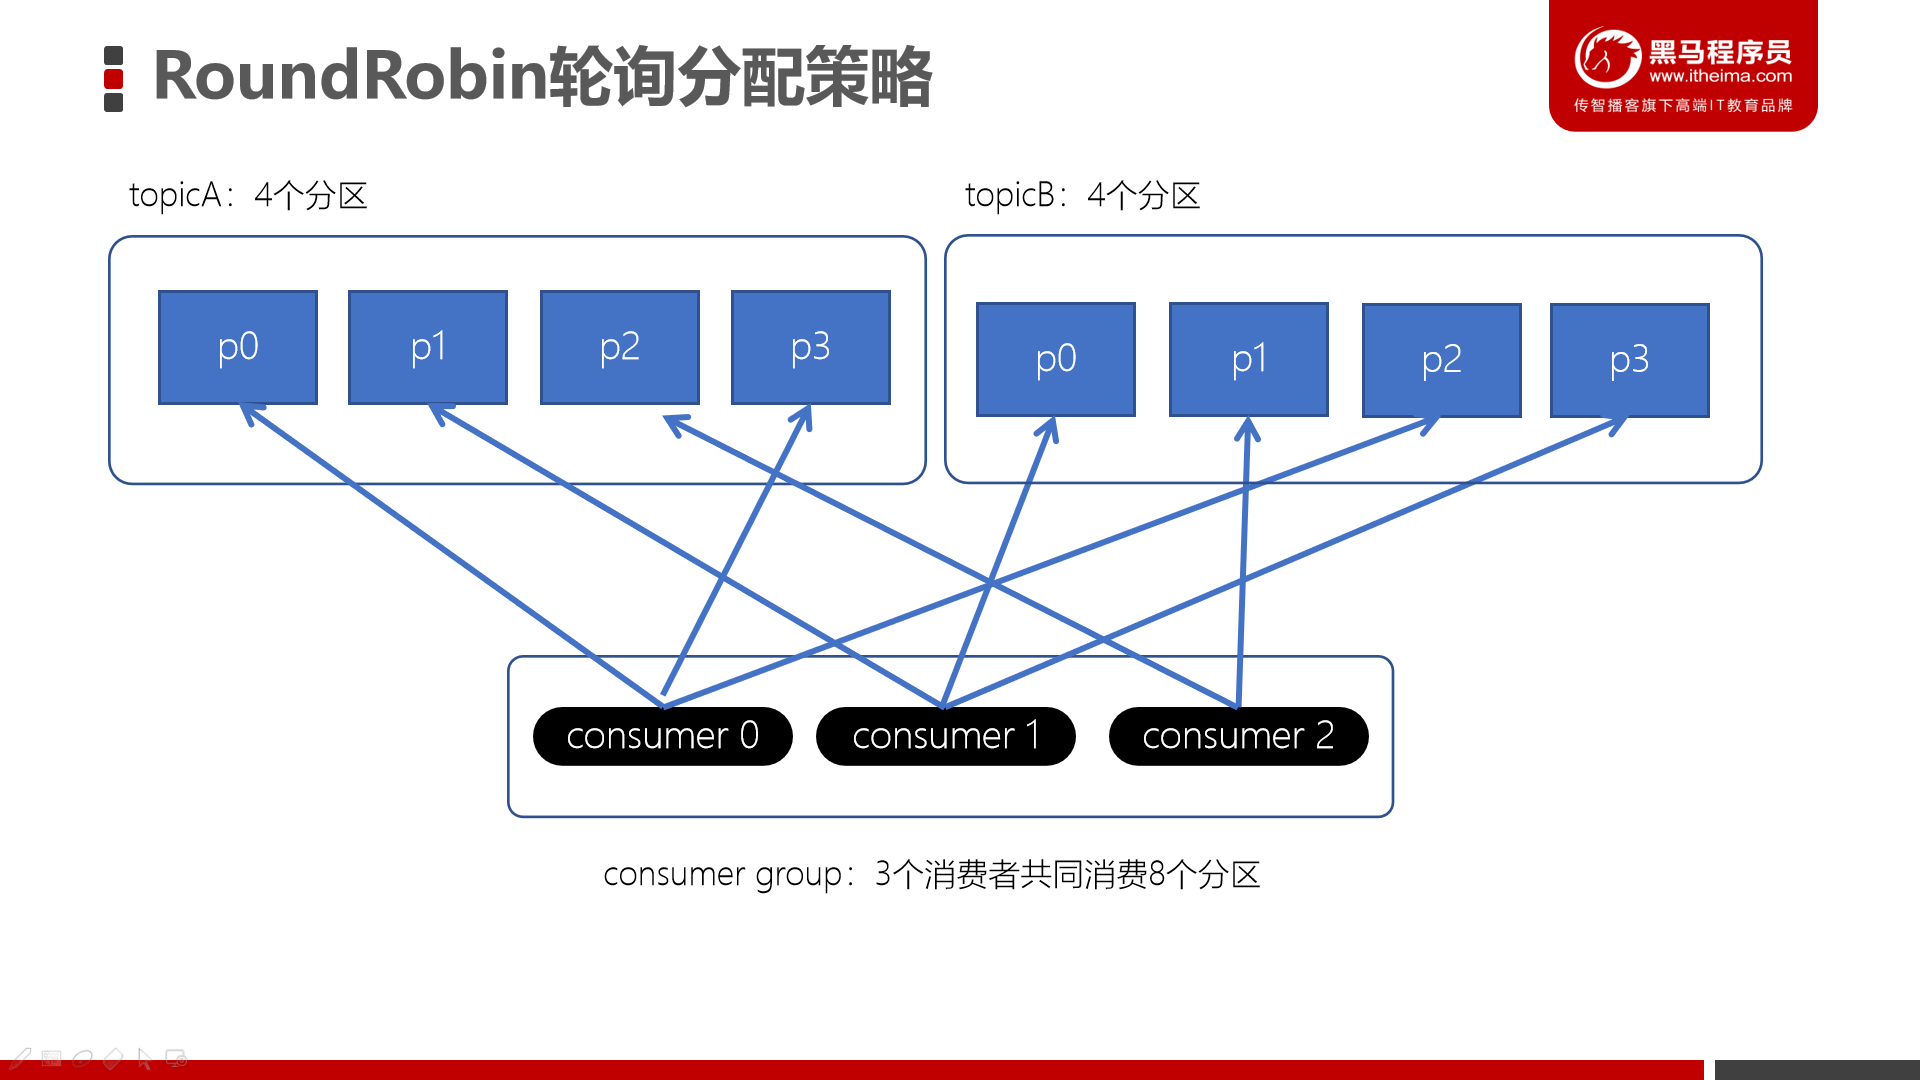 RoundRobin轮询分配策略
黑马程序员
www.itheima.com
传智播客旗下高端IT教育品牌
topicA：4个分区
topicB：4个分区
p0
p1
p2
p3
p0
p1
p2
p3
consumer 0
consumer 1
consumer 2
consumer group：3个消费者共同消费8个分区